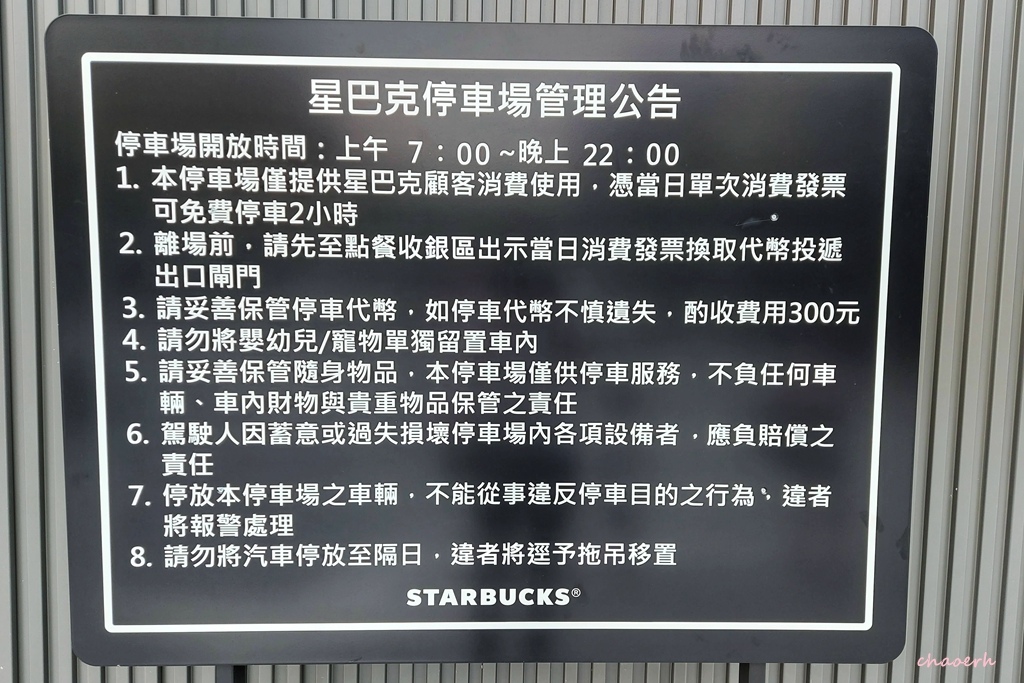 星巴克停車場管理公告
停車場開放時間：上午 7：00~晚上 22：00
1. 本停車場僅提供星巴克顧客消費使用，憑當日單次消費發票
可免費停車2小時
2. 離場前，請先至點餐收銀區出示當日消費發票換取代幣投遞
出口閘門
3. 請妥善保管停車代幣，如停車代幣不慎遺失，酌收費用300元
4. 請勿將嬰幼兒/寵物單獨留置車內
5. 請妥善保管隨身物品，本停車場僅供停車服務，不負任何車
輛、車內財物與貴重物品保管之責任
6. 駕駛人因蓄意或過失損壞停車場內各項設備者，應負賠償之
責任
7. 停放本停車場之車輛，不能從事違反停車目的之行為，違者
將報警處理
8. 請勿將汽車停放至隔日，違者將逕予拖吊移置
STARBUCKS®
chaoerh